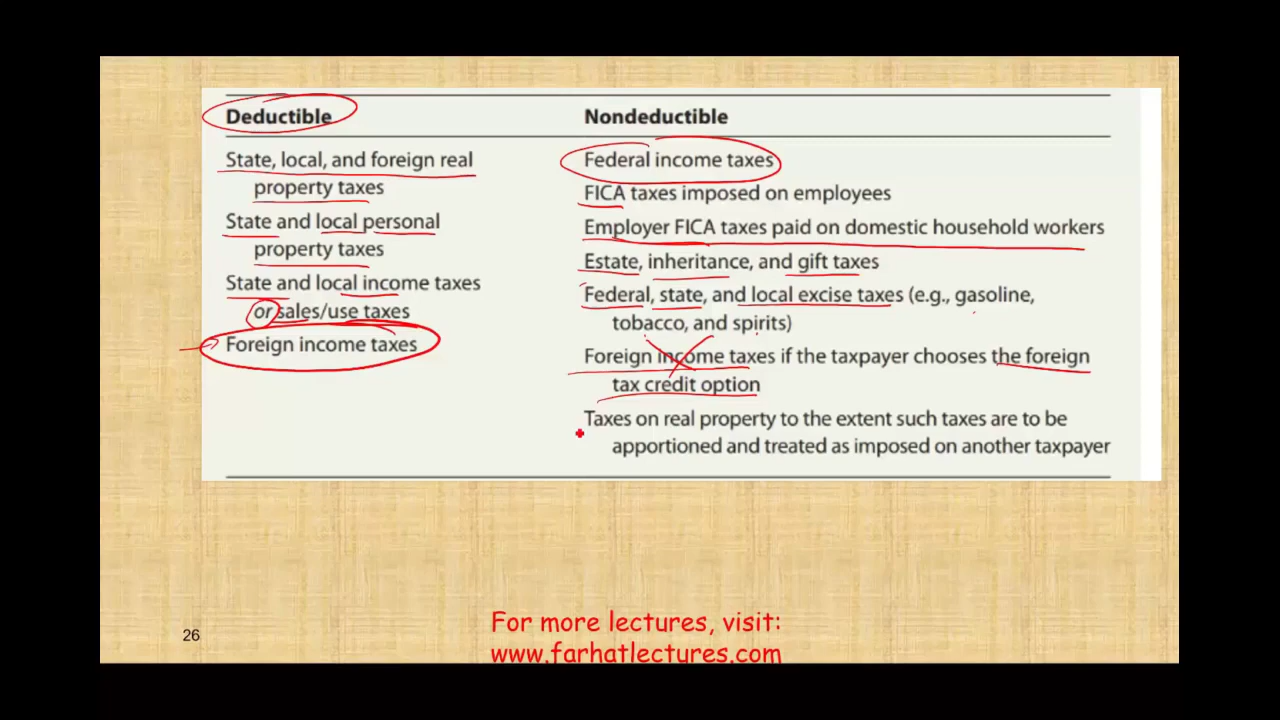 Deductible
Nondeductible
State, local, and foreign real
property taxes
State and local personal
property taxes
State and local income taxes
or sales/use taxes
Foreign income taxes
Federal income taxes
FICA taxes imposed on employees
Employer FICA taxes paid on domestic household workers
Estate, inheritance, and gift taxes
Federal, state, and local excise taxes (e.g., gasoline,
tobacco, and spirits)
Foreign income taxes if the taxpayer chooses the foreign
tax credit option
Taxes on real property to the extent such taxes are to be
apportioned and treated as imposed on another taxpayer
26
For more lectures, visit:
www.farhatlectures.com